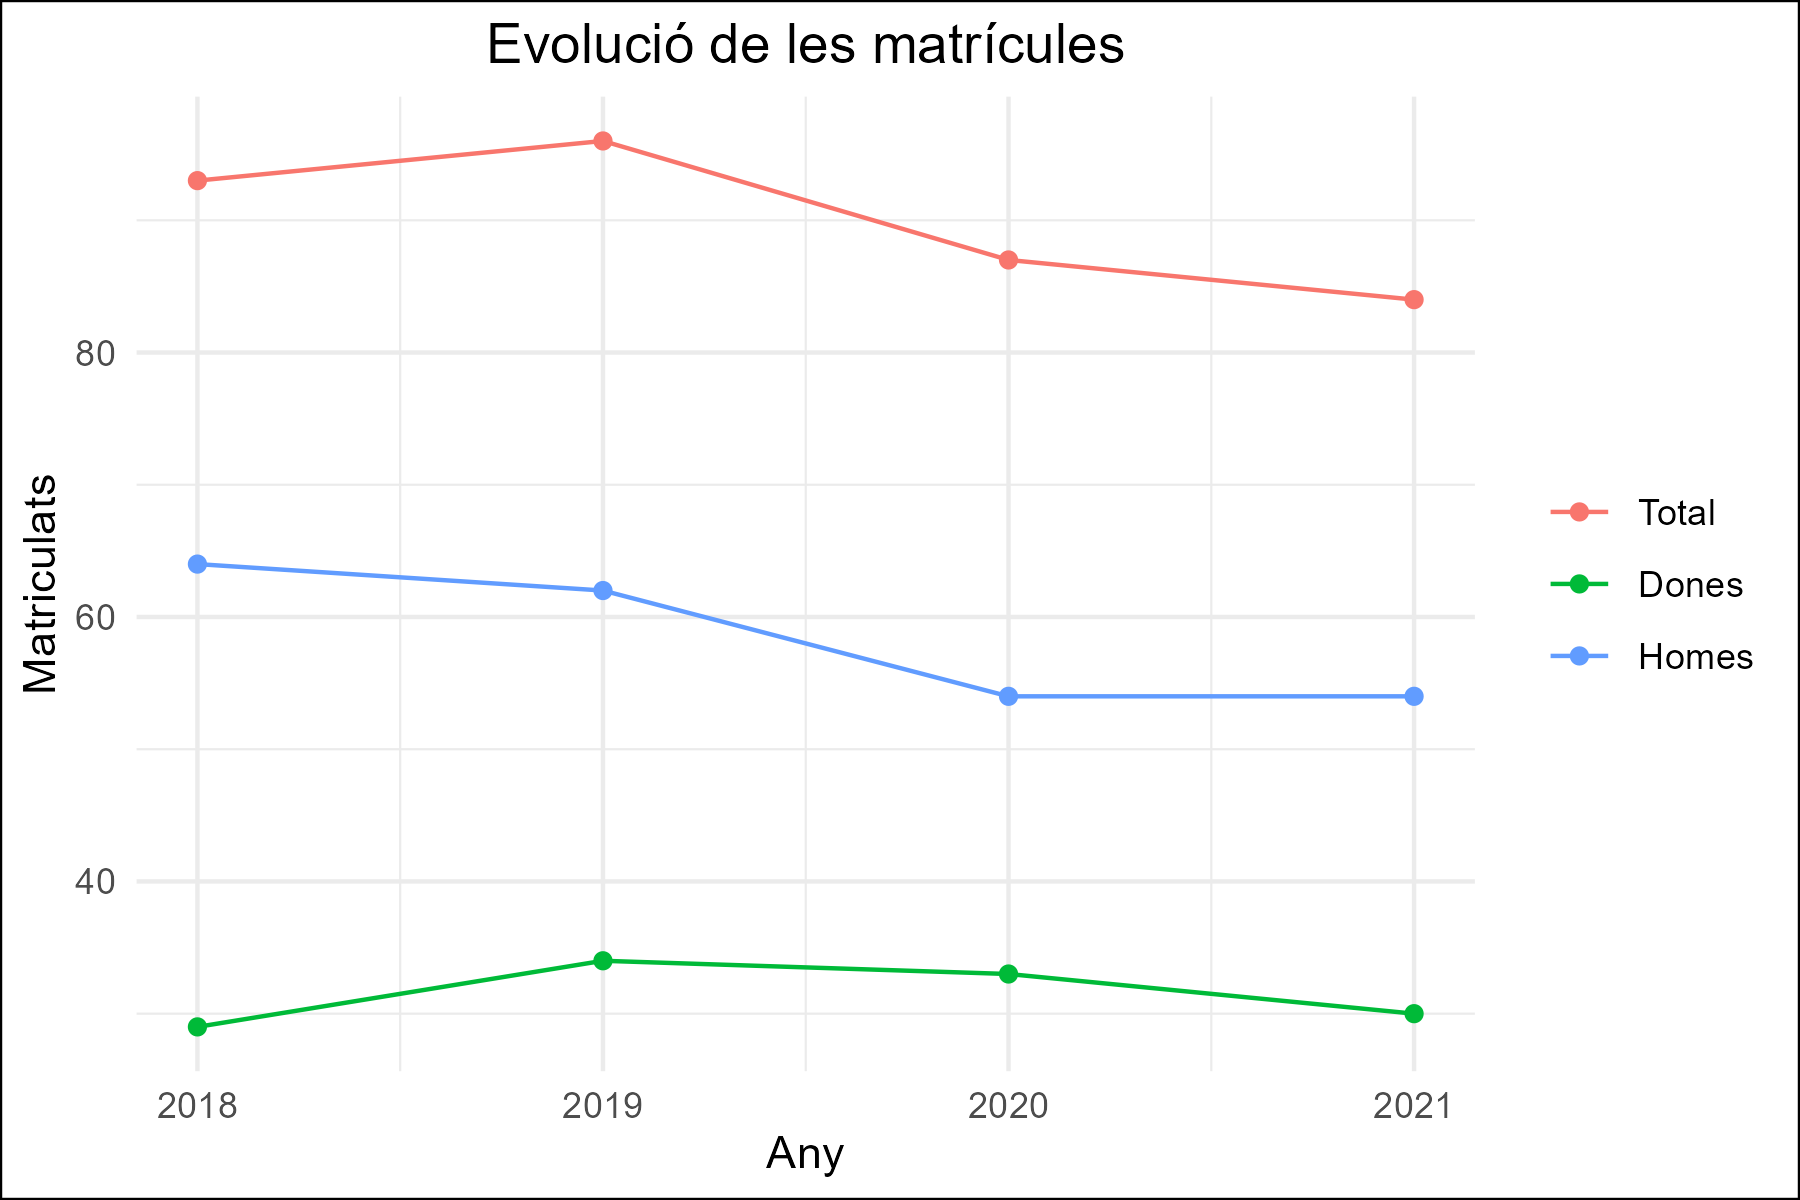 Evolució de les matrícules
Matriculats
80
60
40
2018
2019
2020
2021
Any
Total
Dones
Homes